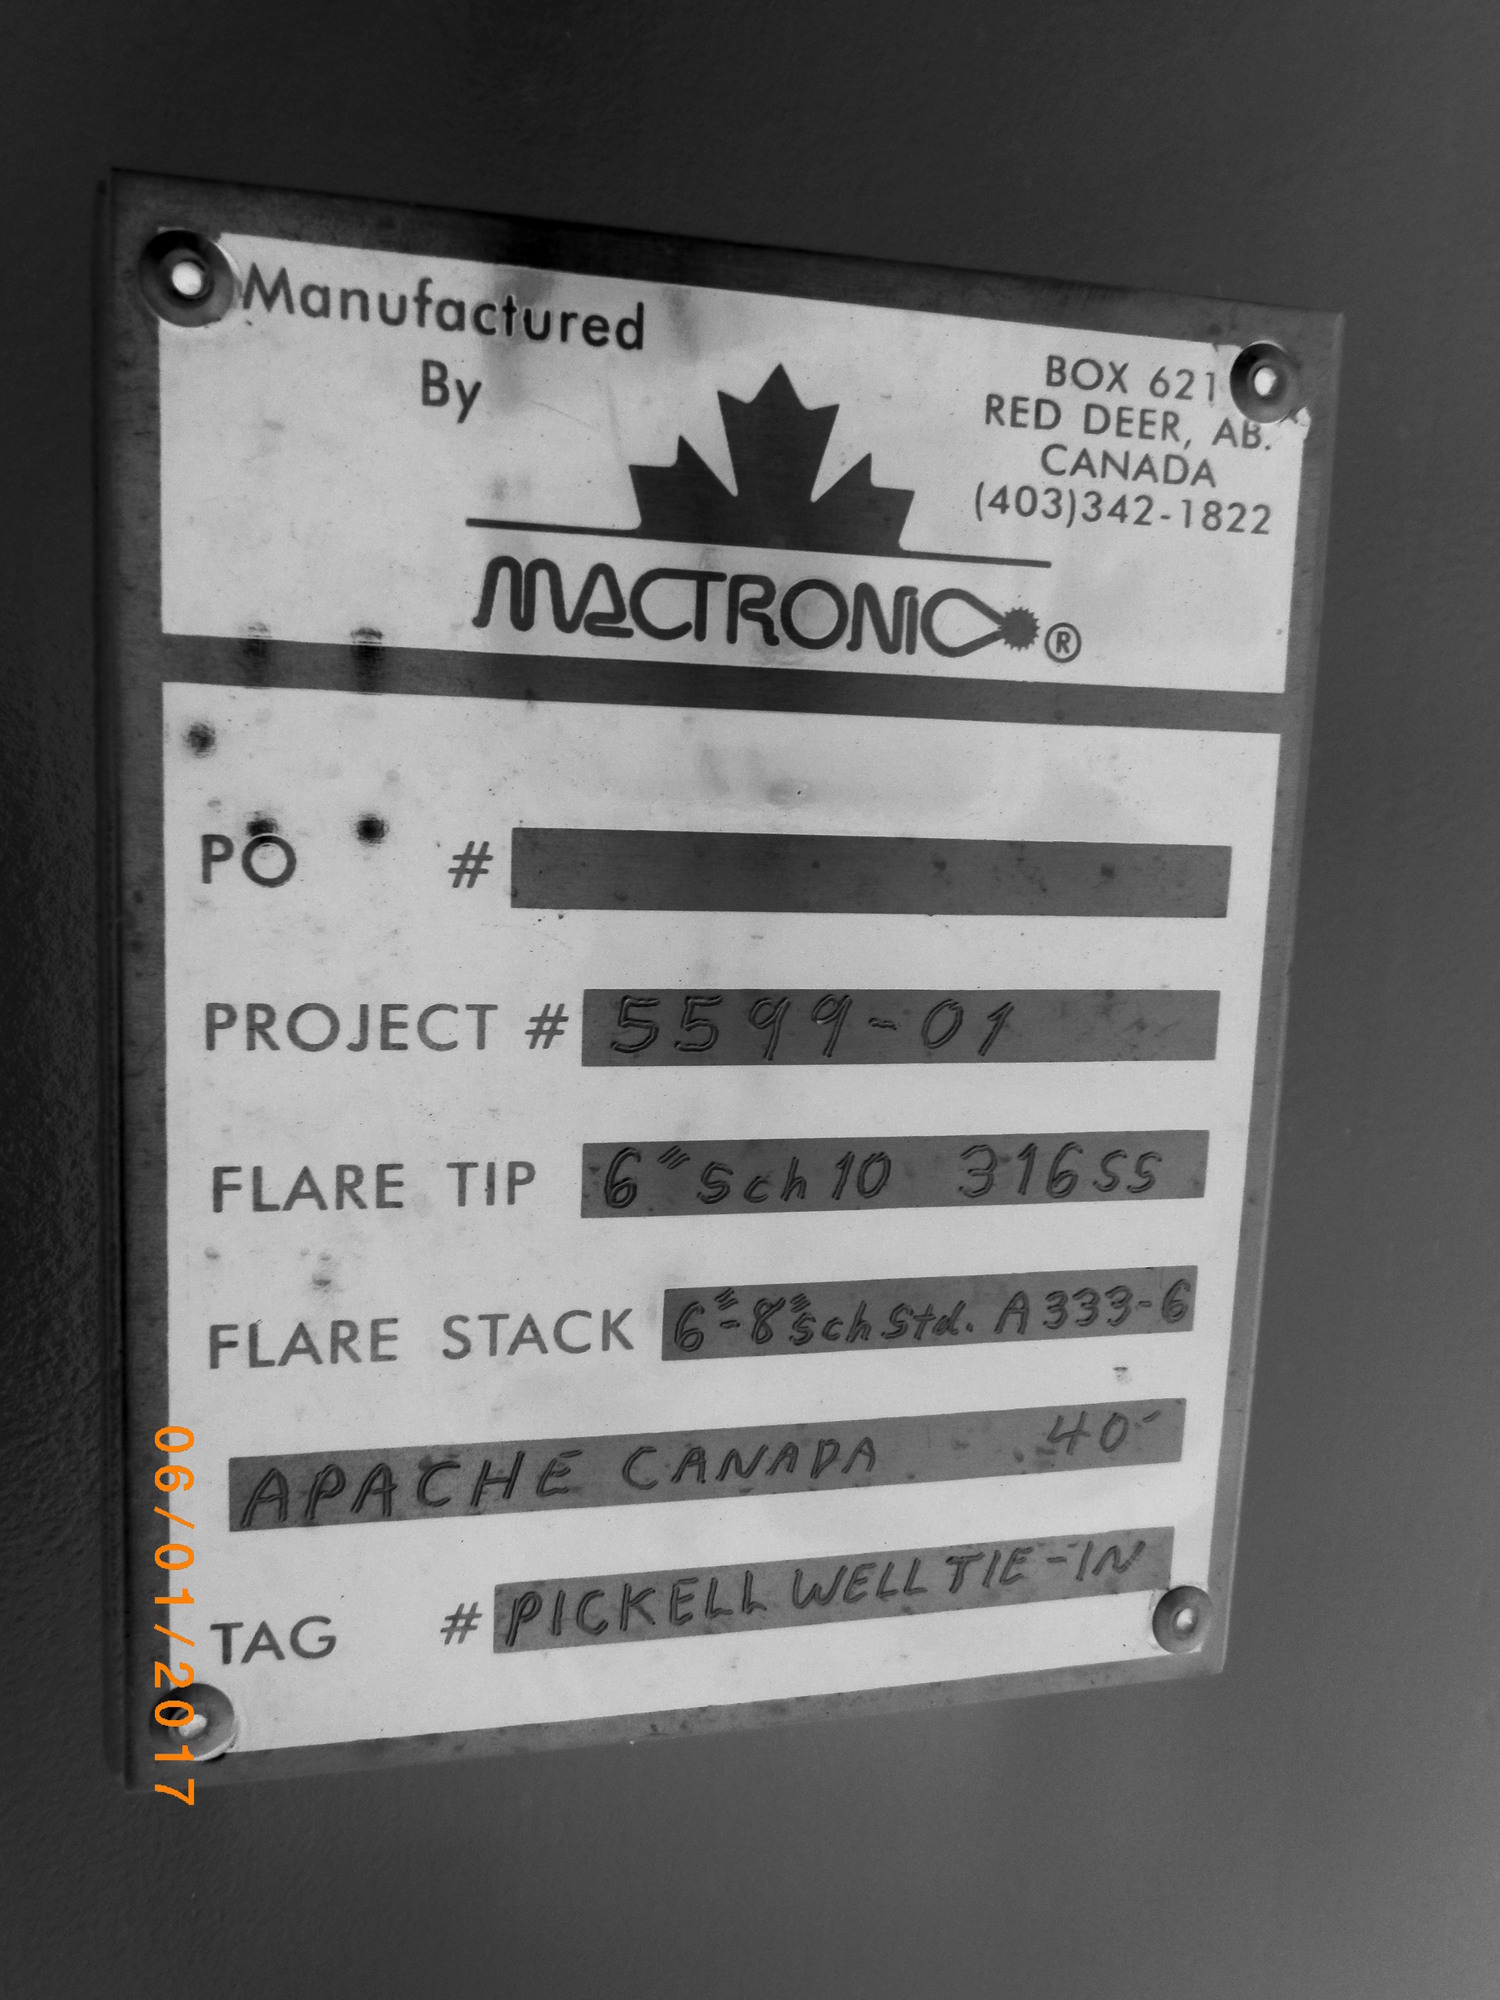 Manufactured
By
BOX 621
RED DEER, AB.
CANADA
(403)342-1822
MACTRONIC ®
PO #
PROJECT # 5599-01
FLARE TIP 6" Sch 10 316SS
FLARE STACK 6"-8" sch Std. A333-6
APACHE CANADA 40'
TAG # PICKELL WELL TIE-IN
06/01/2017